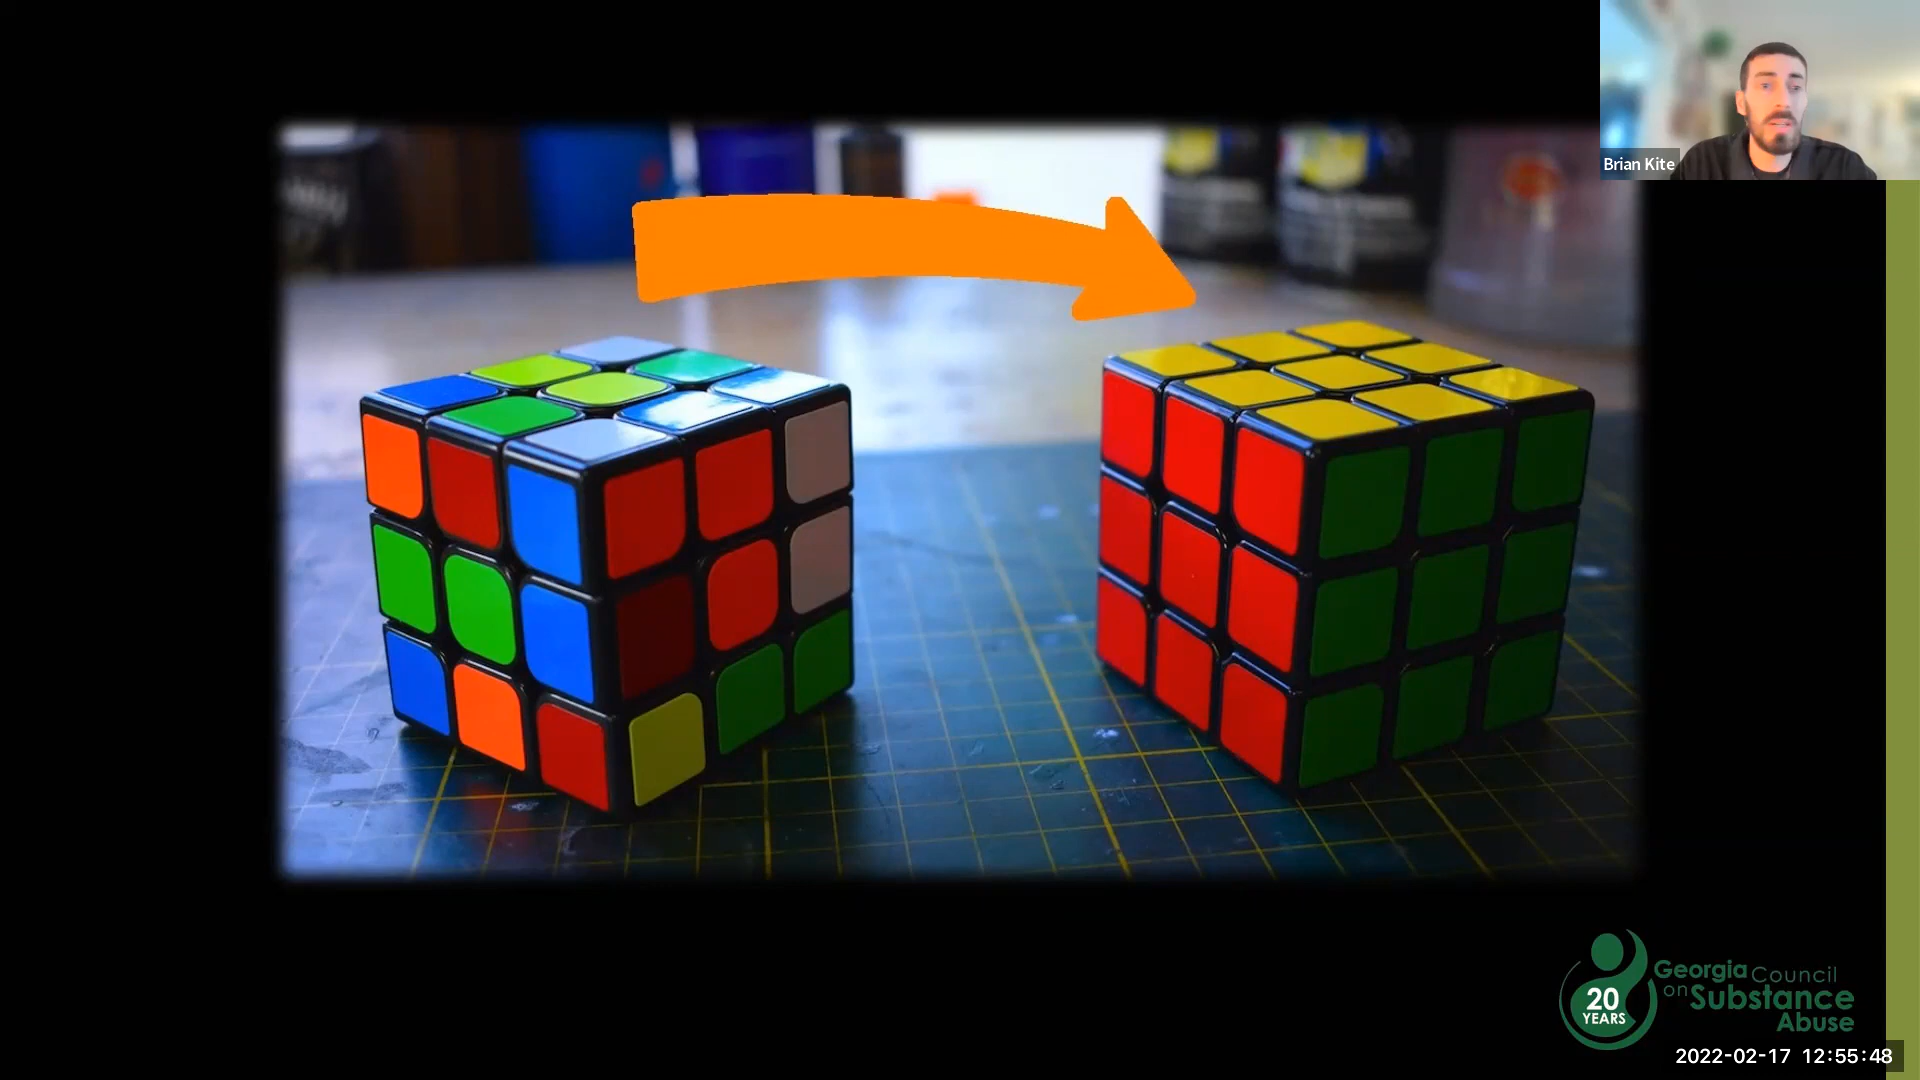 Brian Kite
Georgia Council
on Substance
Abuse
20
YEARS
2022-02-17 12:55:48